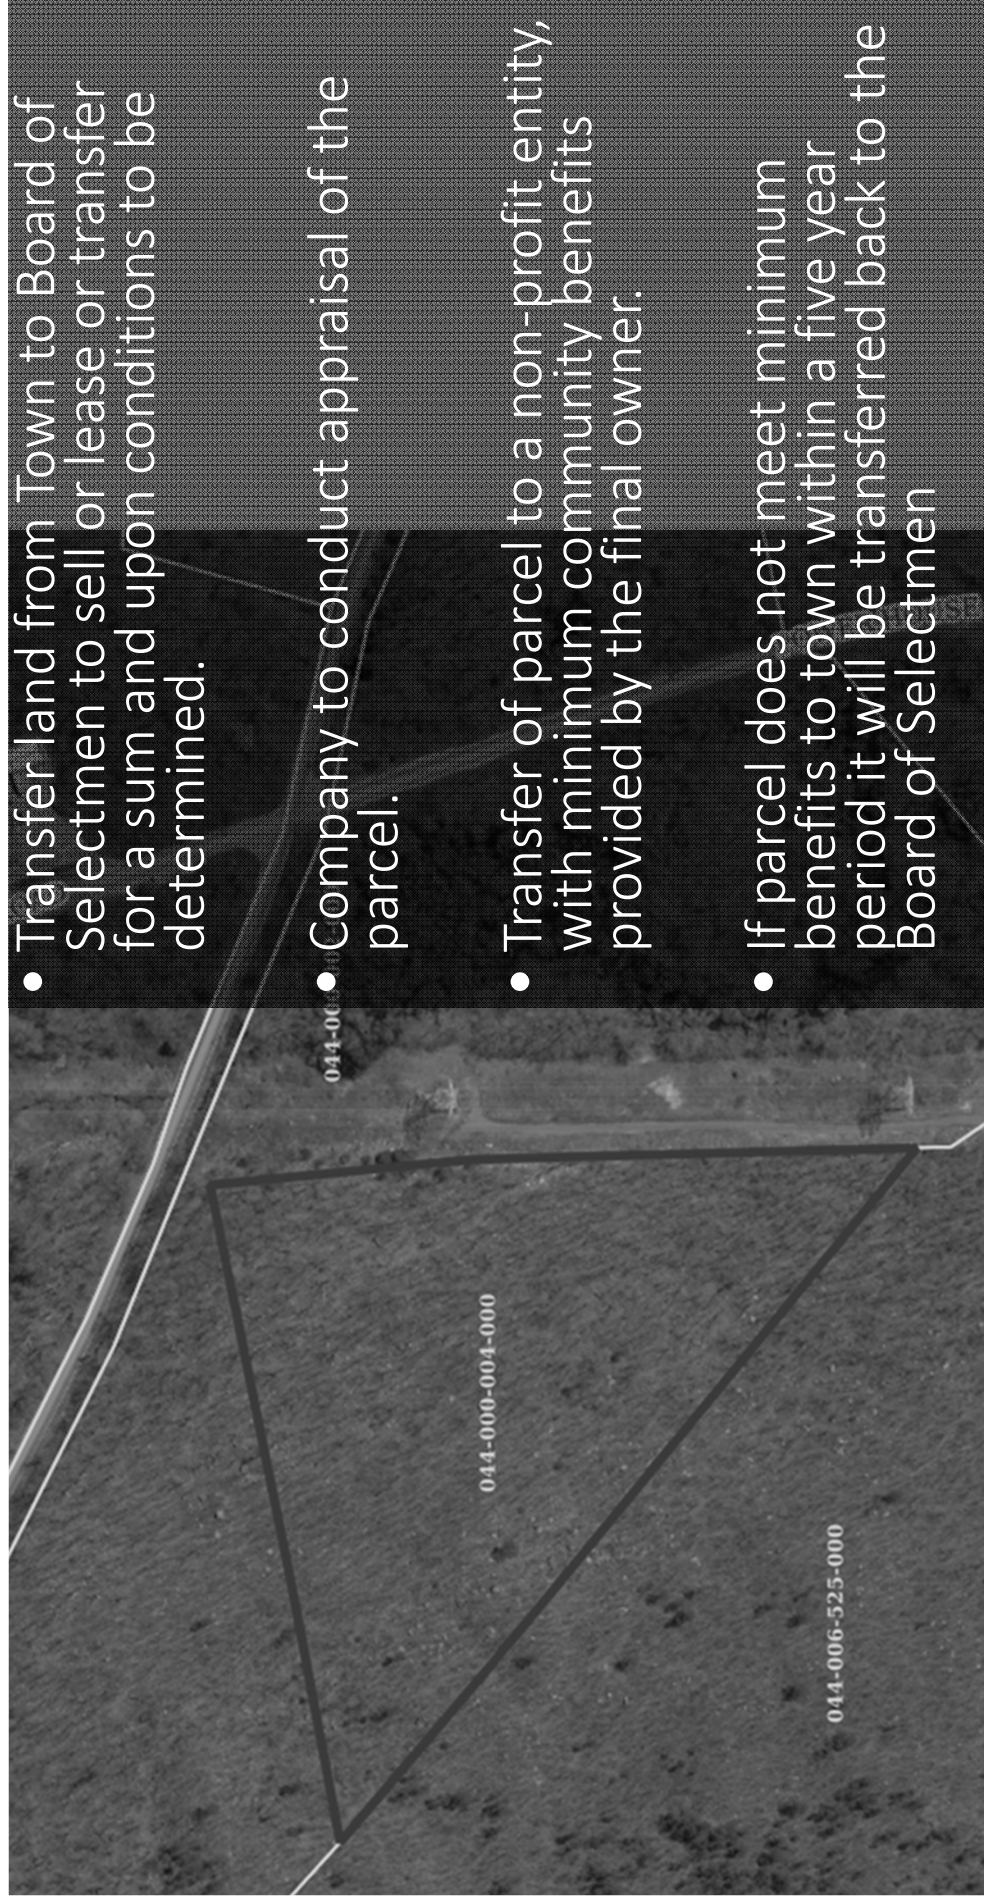 • Transfer land from Town to Board of
Selectmen to sell or lease or transfer
for a sum and upon conditions to be
determined.
• Company to conduct appraisal of the
parcel.
• Transfer of parcel to a non-profit entity,
with minimum community benefits
provided by the final owner.
• If parcel does not meet minimum
benefits to town within a five year
period it will be transferred back to the
Board of Selectmen
044-000-004-000
044-006-525-000